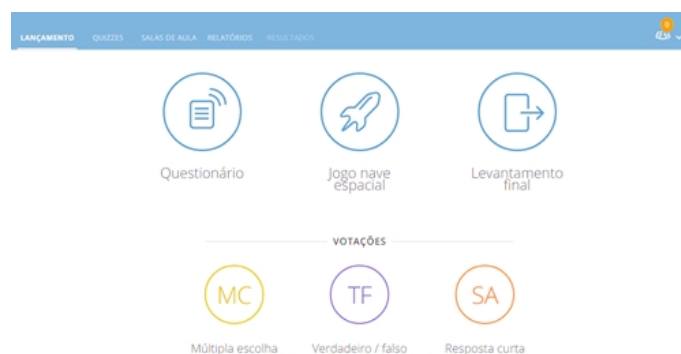 LANÇAMENTO QUIZZES SALAS DE AULA RELATÓRIOS RESULTADOS
0
Questionário Jogo nave espacial Levantamento final
VOTAÇÕES
MC TF SA
Múltipla escolha Verdadeiro / falso Resposta curta